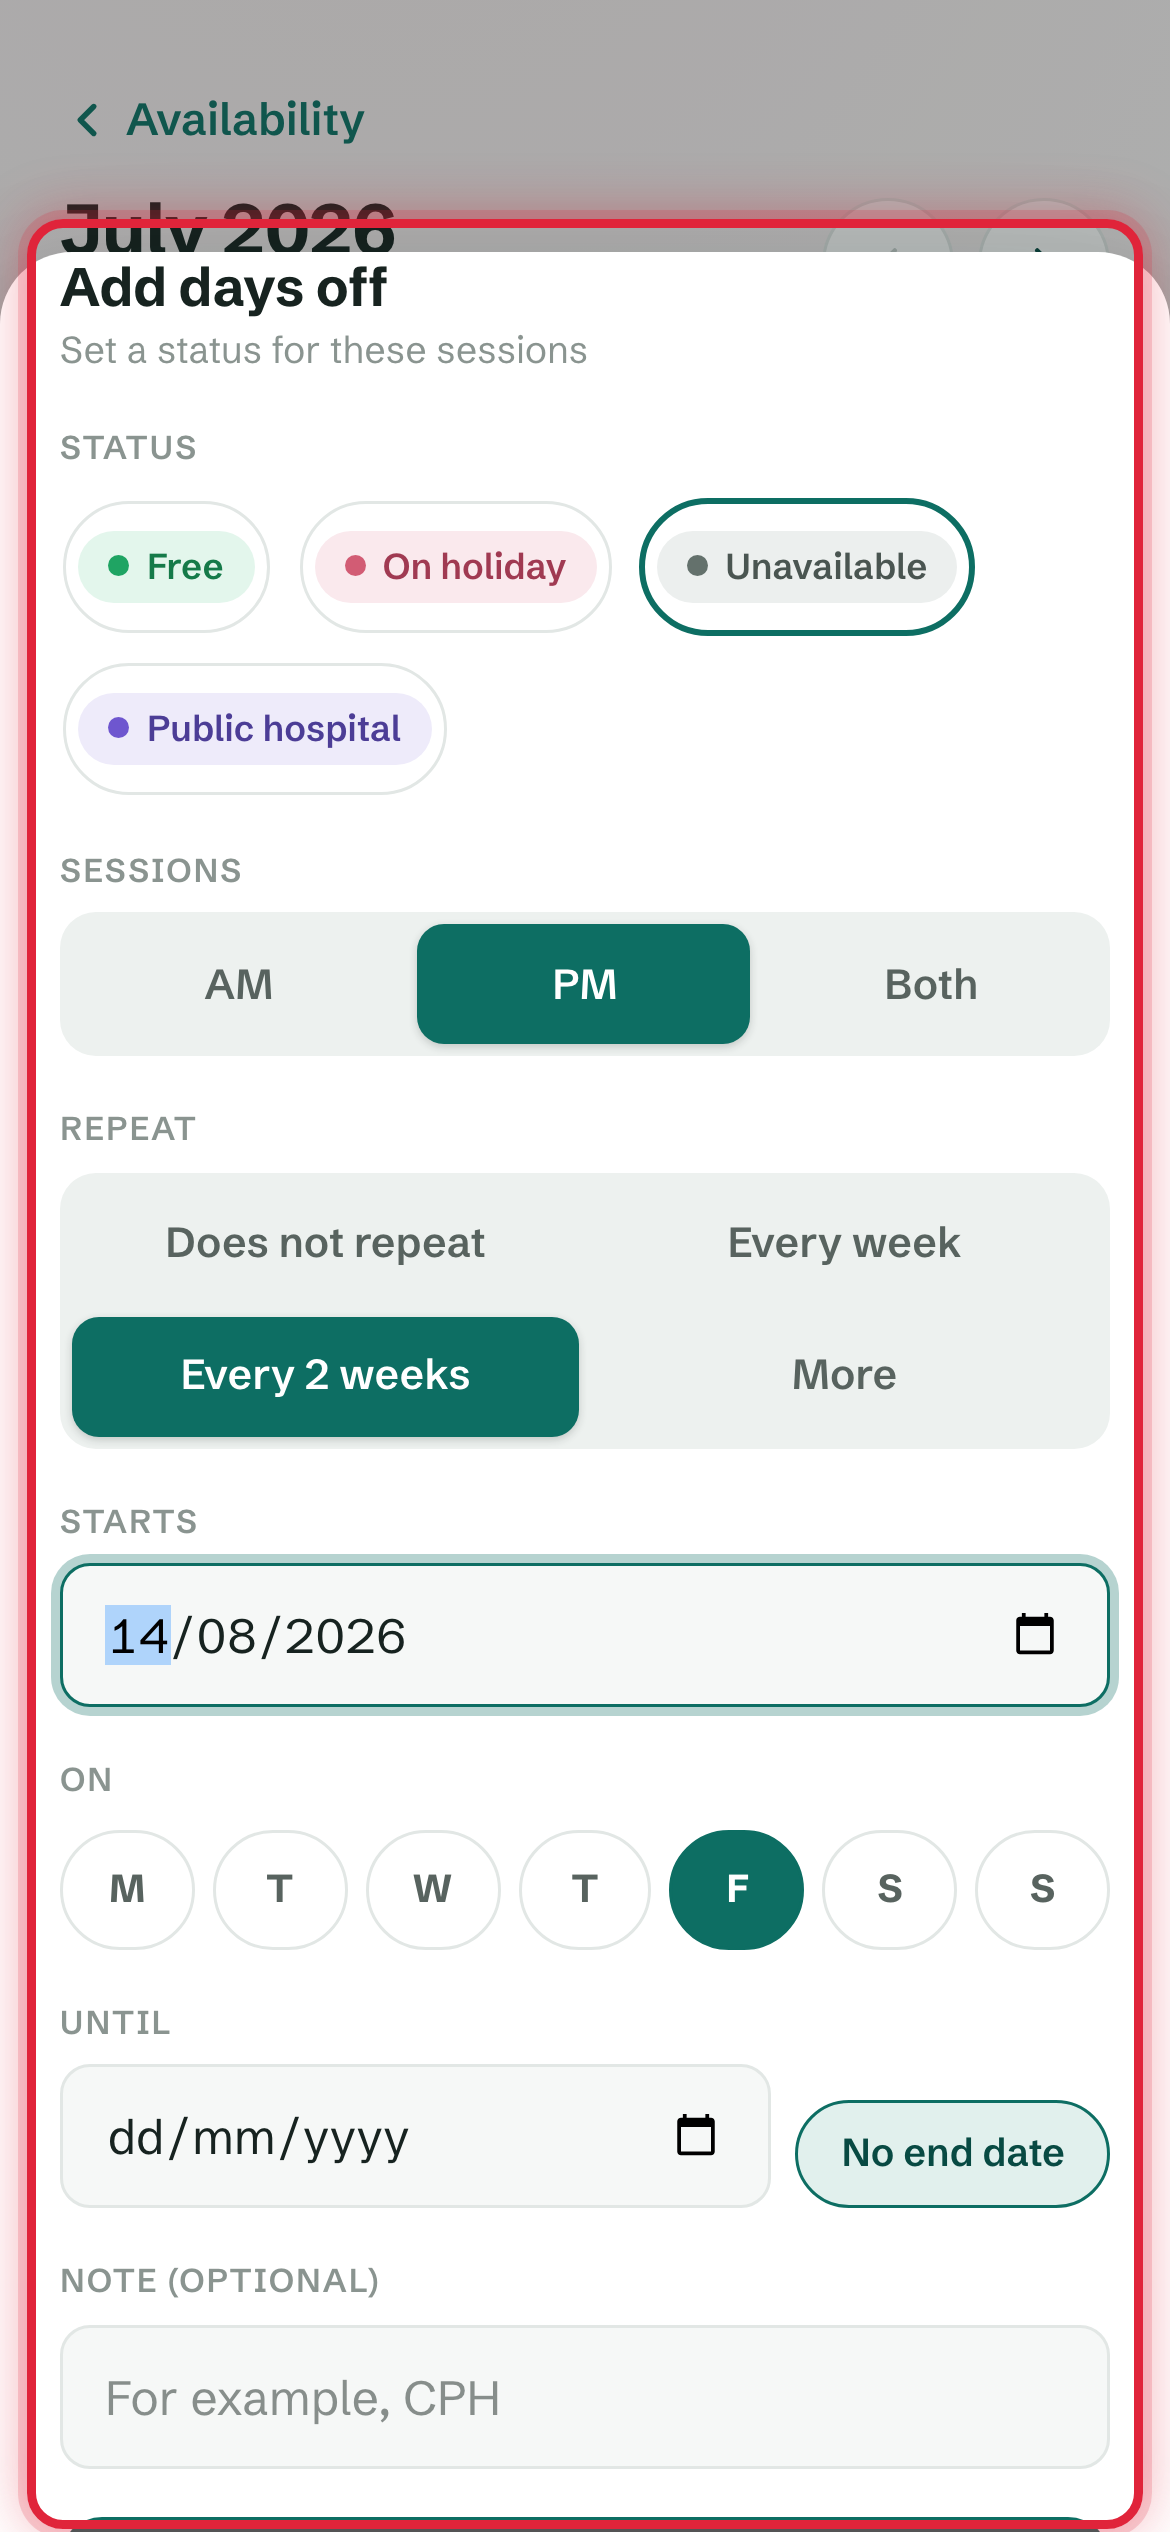 Availability
July 2026
Add days off
Set a status for these sessions
STATUS
Free
On holiday
Unavailable
Public hospital
SESSIONS
AM
PM
Both
REPEAT
Does not repeat
Every week
Every 2 weeks
More
STARTS
14/08/2026
ON
M
T
W
T
F
S
S
UNTIL
dd/mm/yyyy
No end date
NOTE (OPTIONAL)
For example, CPH